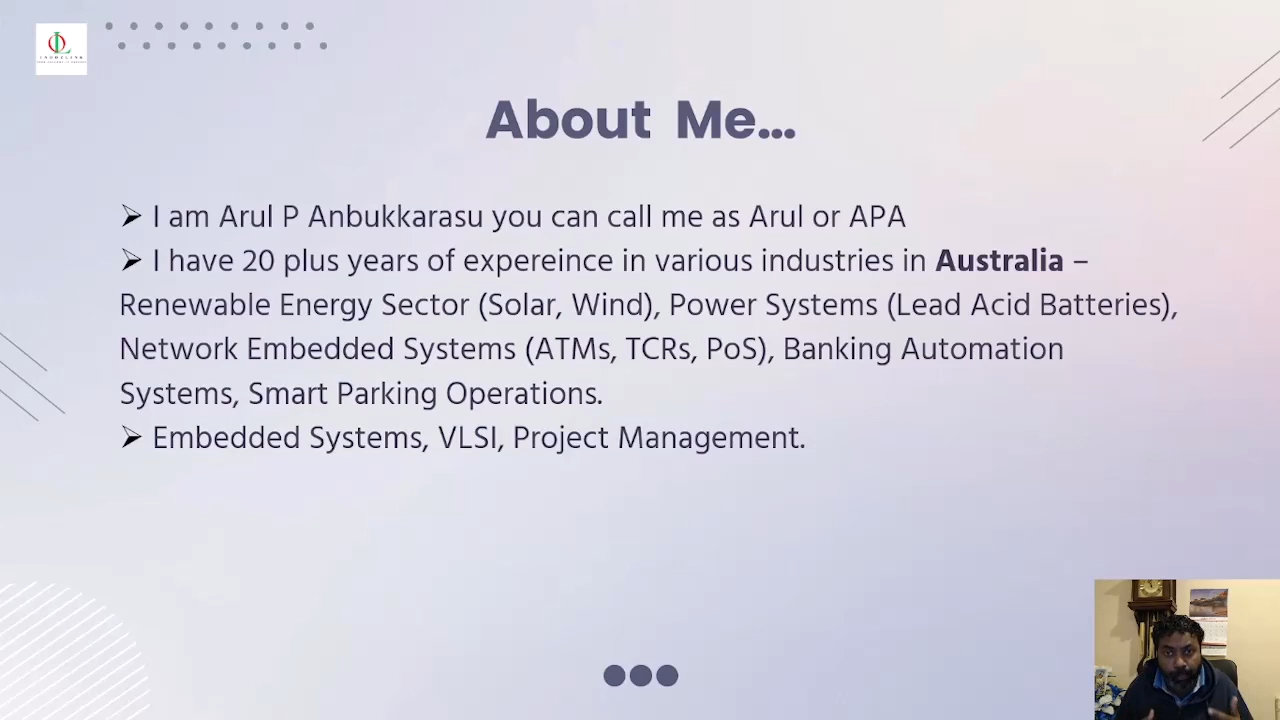 About Me...
➢ I am Arul P Anbukkarasu you can call me as Arul or APA
➢ I have 20 plus years of expereince in various industries in Australia –
Renewable Energy Sector (Solar, Wind), Power Systems (Lead Acid Batteries),
Network Embedded Systems (ATMs, TCRs, PoS), Banking Automation
Systems, Smart Parking Operations.
➢ Embedded Systems, VLSI, Project Management.